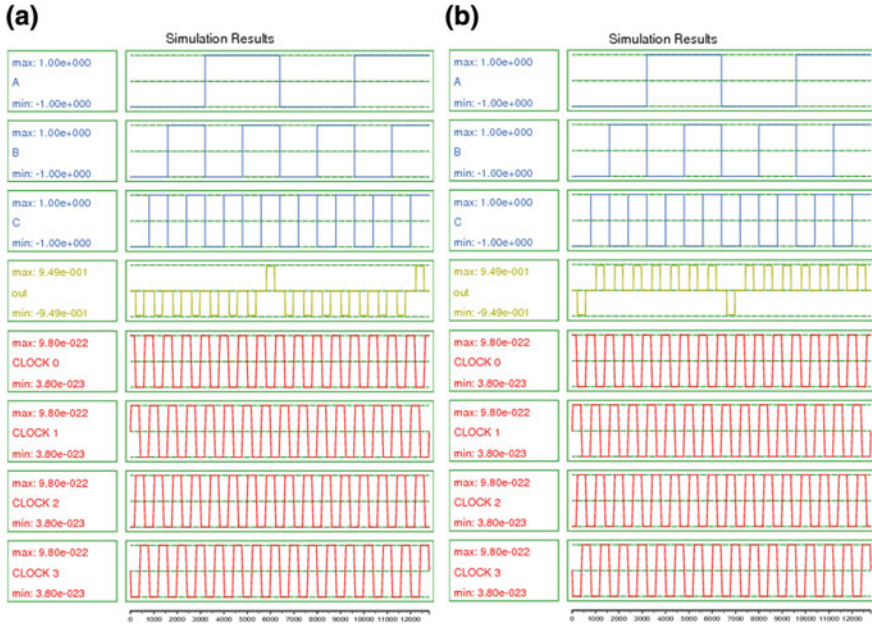 (a)
Simulation Results
max: 1.00e+000
A
min: -1.00e+000
max: 1.00e+000
B
min: -1.00e+000
max: 1.00e+000
C
min: -1.00e+000
max: 9.49e-001
out
min: -9.49e-001
max: 9.80e-022
CLOCK 0
min: 3.80e-023
max: 9.80e-022
CLOCK 1
min: 3.80e-023
max: 9.80e-022
CLOCK 2
min: 3.80e-023
max: 9.80e-022
CLOCK 3
min: 3.80e-023
0 1000 2000 3000 4000 5000 6000 7000 8000 9000 10000 11000 12000
(b)
Simulation Results
max: 1.00e+000
A
min: -1.00e+000
max: 1.00e+000
B
min: -1.00e+000
max: 1.00e+000
C
min: -1.00e+000
max: 9.49e-001
out
min: -9.49e-001
max: 9.80e-022
CLOCK 0
min: 3.80e-023
max: 9.80e-022
CLOCK 1
min: 3.80e-023
max: 9.80e-022
CLOCK 2
min: 3.80e-023
max: 9.80e-022
CLOCK 3
min: 3.80e-023
0 1000 2000 3000 4000 5000 6000 7000 8000 9000 10000 11000 12000